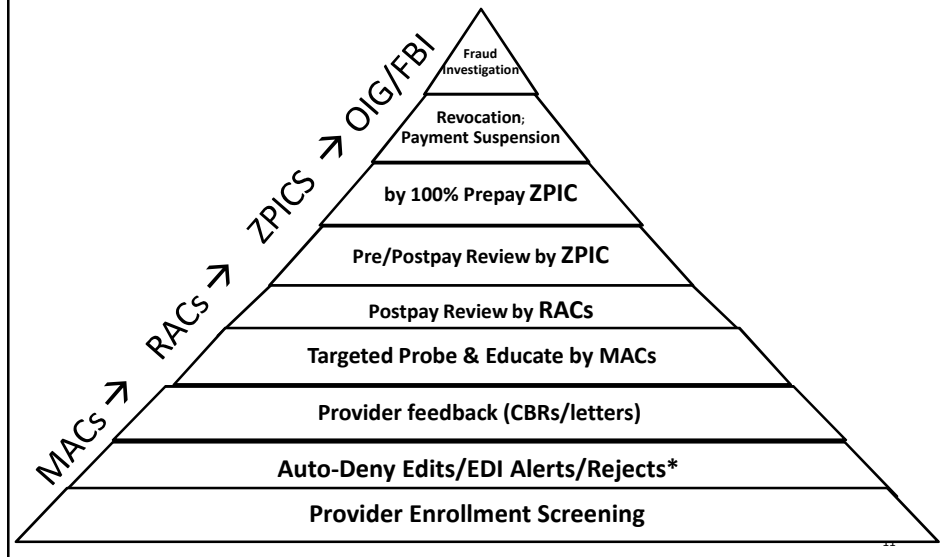 Fraud
Investigation
Revocation;
Payment Suspension
by 100% Prepay ZPIC
Pre/Postpay Review by ZPIC
Postpay Review by RACs
Targeted Probe & Educate by MACs
Provider feedback (CBRs/letters)
Auto-Deny Edits/EDI Alerts/Rejects*
Provider Enrollment Screening
MACs → RACs → ZPICS → OIG/FBI
11